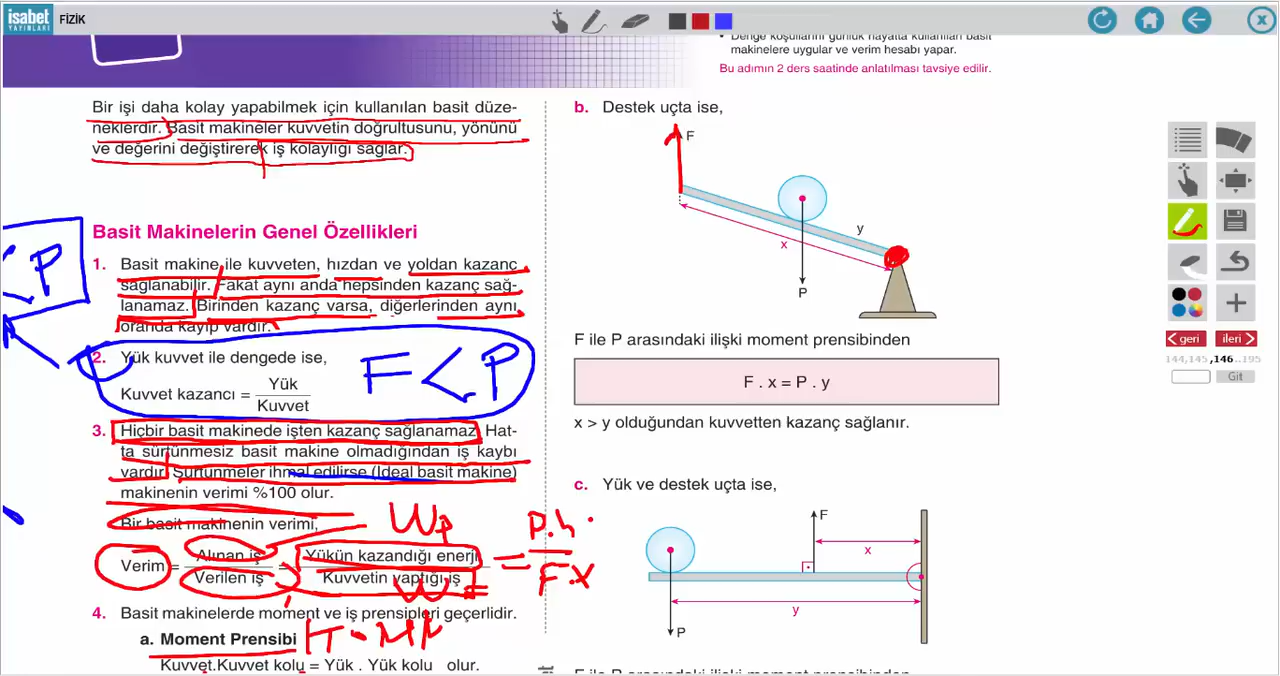 isabet
YAYINLARI
FİZİK
Bir işi daha kolay yapabilmek için kullanılan basit düze-
neklerdir. Basit makineler kuvvetin doğrultusunu, yönünü
ve değerini değiştirerek iş kolaylığı sağlar.
Basit Makinelerin Genel Özellikleri
1. Basit makine ile kuvveten, hızdan ve yoldan kazanç
sağlanabilir. Fakat aynı anda hepsinden kazanç sağ-
lanamaz. Birinden kazanç varsa, diğerlerinden aynı
oranda kayıp vardır.
< P
2. Yük kuvvet ile dengede ise,
Kuvvet kazancı = Yük
Kuvvet
F < P
3. Hiçbir basit makinede işten kazanç sağlanamaz. Hat-
ta sürtünmesiz basit makine olmadığından iş kaybı
vardır. Sürtünmeler ihmal edilirse (Ideal basit makine)
makinenin verimi %100 olur.
Bir basit makinenin verimi,
Wp
Verim = Alınan iş = Yükün kazandığı enerji = P.h
Verilen iş Kuvvetin yaptığı iş F.x
W
4. Basit makinelerde moment ve iş prensipleri geçerlidir.
a. Moment Prensibi
Kuvvet.Kuvvet kolu = Yük . Yük kolu olur.
• Denge koşullarını günlük hayatta kullanılan basit
makinelere uygular ve verim hesabı yapar.
Bu adımın 2 ders saatinde anlatılması tavsiye edilir.
b. Destek uçta ise,
F
y
x
P
F ile P arasındaki ilişki moment prensibinden
F . x = P . y
x > y olduğundan kuvvetten kazanç sağlanır.
c. Yük ve destek uçta ise,
F
x
y
P
F ile P arasındaki ilişki moment prensibinden
geri
ileri
144,145,146..195
Git